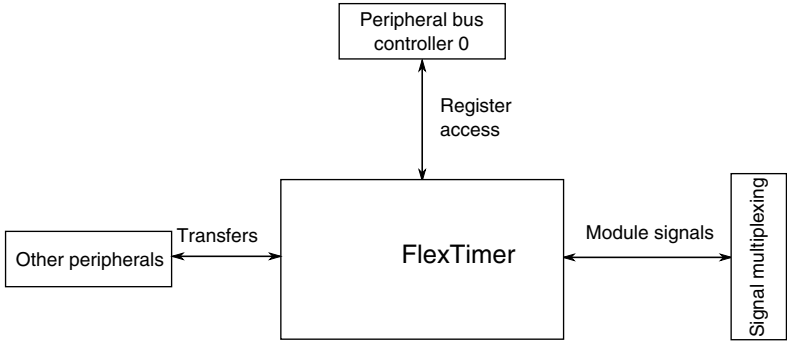 Peripheral bus
controller 0
Register
access
FlexTimer
Transfers
Other peripherals
Module signals
Signal multiplexing